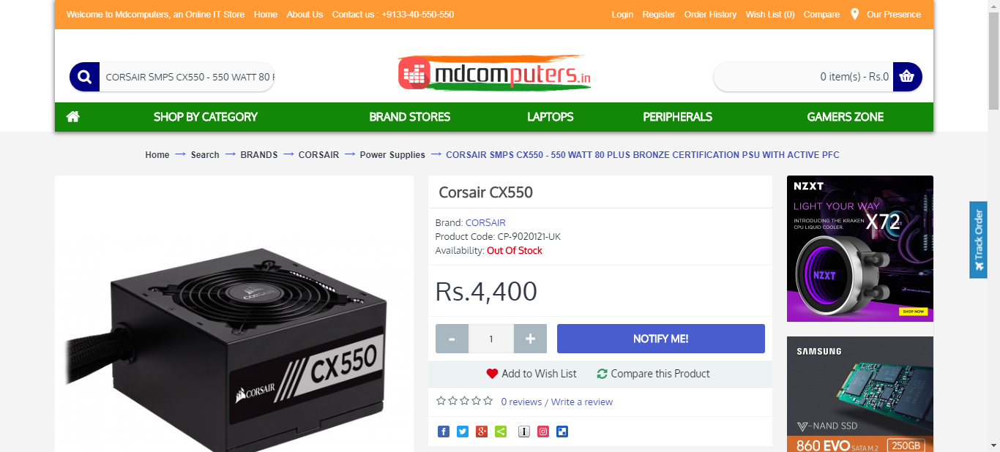 Welcome to Mdcomputers, an Online IT Store Home About Us Contact us : +9133-40-550-550 Login Register Order History Wish List (0) Compare Our Presence
CORSAIR SMPS CX550 - 550 WATT 80
mdcomputers.in
0 item(s) - Rs.0
SHOP BY CATEGORY BRAND STORES LAPTOPS PERIPHERALS GAMERS ZONE
Home → Search → BRANDS → CORSAIR → Power Supplies → CORSAIR SMPS CX550 - 550 WATT 80 PLUS BRONZE CERTIFICATION PSU WITH ACTIVE PFC
CORSAIR
CORSAIR CX550
Corsair CX550
Brand: CORSAIR
Product Code: CP-9020121-UK
Availability: Out Of Stock
Rs.4,400
- 1 + NOTIFY ME!
Add to Wish List Compare this Product
0 reviews / Write a review
NZXT
LIGHT YOUR WAY
INTRODUCING THE KRAKEN X72
CPU LIQUID COOLER.
NZXT
SHOP NOW
SAMSUNG
V-NAND SSD
860 EVO SATA M.2 250GB
Track Order